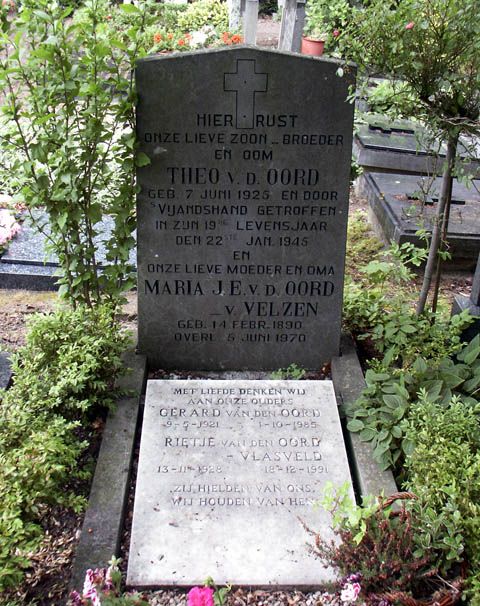 HIER RUST
ONZE LIEVE ZOON - BROEDER
EN OOM
THEO v. d. OORD
GEB. 7 JUNI 1925 EN DOOR
'S VIJANDSHAND GETROFFEN
IN ZIJN 19DE LEVENSJAAR
DEN 22STE JAN. 1945
EN
ONZE LIEVE MOEDER EN OMA
MARIA J. E. v. d. OORD
- v. VELZEN
GEB. 14 FEBR. 1890
OVERL. 5 JUNI 1970
MET LIEFDE DENKEN WIJ
AAN ONZE OUDERS
GERARD VAN DEN OORD
9-5-1921 1-10-1985
RIETJE VAN DEN OORD
- VLASVELD
13-11-1928 18-12-1991
ZIJ HIELDEN VAN ONS
WIJ HOUDEN VAN HEN